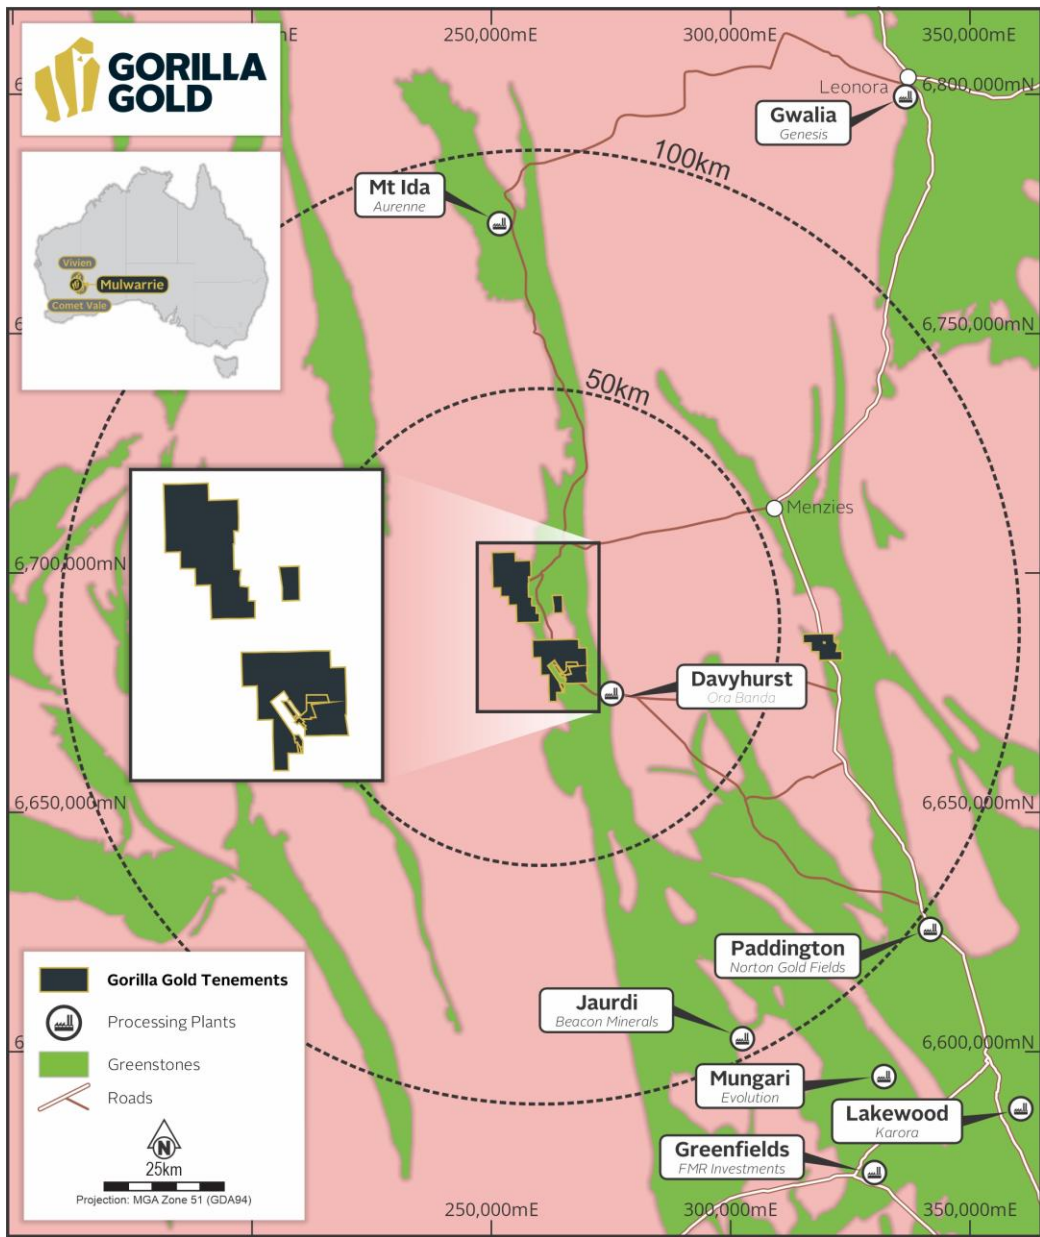 GORILLA
GOLD
mE
250,000mE
300,000mE
350,000mE
6,800,000mN
Leonora
Gwalia
Genesis
100km
Mt Ida
Aurenne
Vivien
Mulwarrie
Comet Vale
6,750,000mN
50km
Menzies
6,700,000mN
Davyhurst
Ora Banda
6,650,000mN
6,650,000mN
Paddington
Norton Gold Fields
Jaurdi
Beacon Minerals
6,600,000mN
Mungari
Evolution
Lakewood
Karora
Greenfields
FMR Investments
Gorilla Gold Tenements
Processing Plants
Greenstones
Roads
N
25km
Projection: MGA Zone 51 (GDA94)
250,000mE
300,000mE
350,000mE